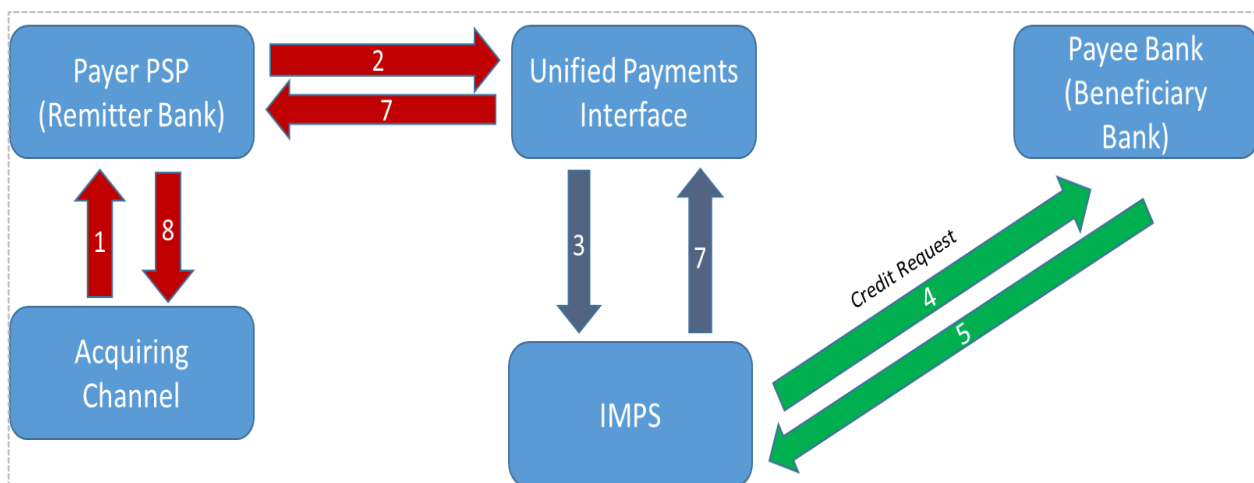 Payer PSP
(Remitter Bank)
2
7
Unified Payments
Interface
Payee Bank
(Beneficiary
Bank)
1
8
3
7
Credit Request
4
5
Acquiring
Channel
IMPS